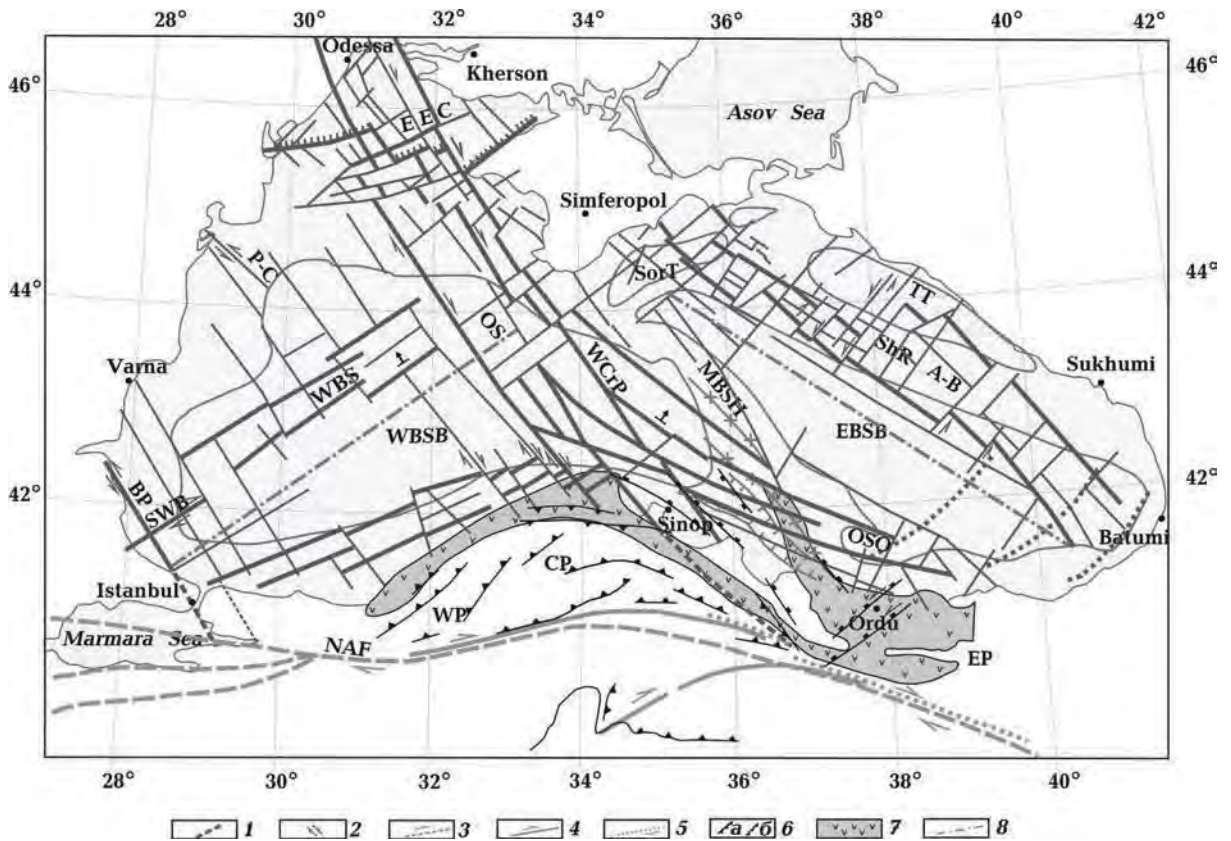 28° 30° 32° 34° 36° 38° 40° 42°
Odessa
Kherson
46° 46°
Asov Sea
E E C
Simferopol
SorT
P-C
TT
44° 44°
OS
ShR
WCrP
A-B
Sukhumi
Varna
WBS
MBSH
WBSB
EBSB
42° 42°
BP
SWB
Sinop
OSO
Batumi
CP
Istanbul
WP
Ordu
Marmara Sea
NAF
EP
28° 30° 32° 34° 36° 38° 40°
1 2 3 4 5 а б 6 7 8